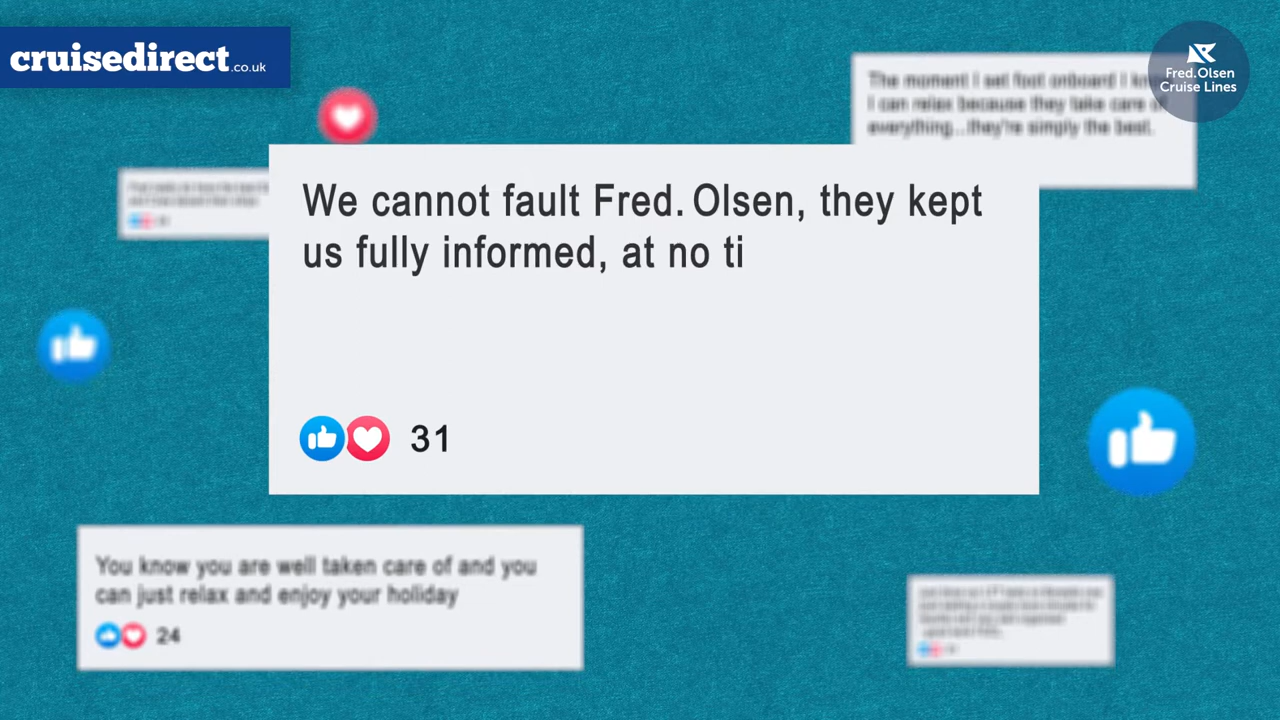 cruisedirect.co.uk
Fred.Olsen
Cruise Lines
The moment I set foot onboard I
I can relax because they take care
everything...they're simply the best.
We cannot fault Fred. Olsen, they kept
us fully informed, at no ti
31
You know you are well taken care of and you
can just relax and enjoy your holiday
24